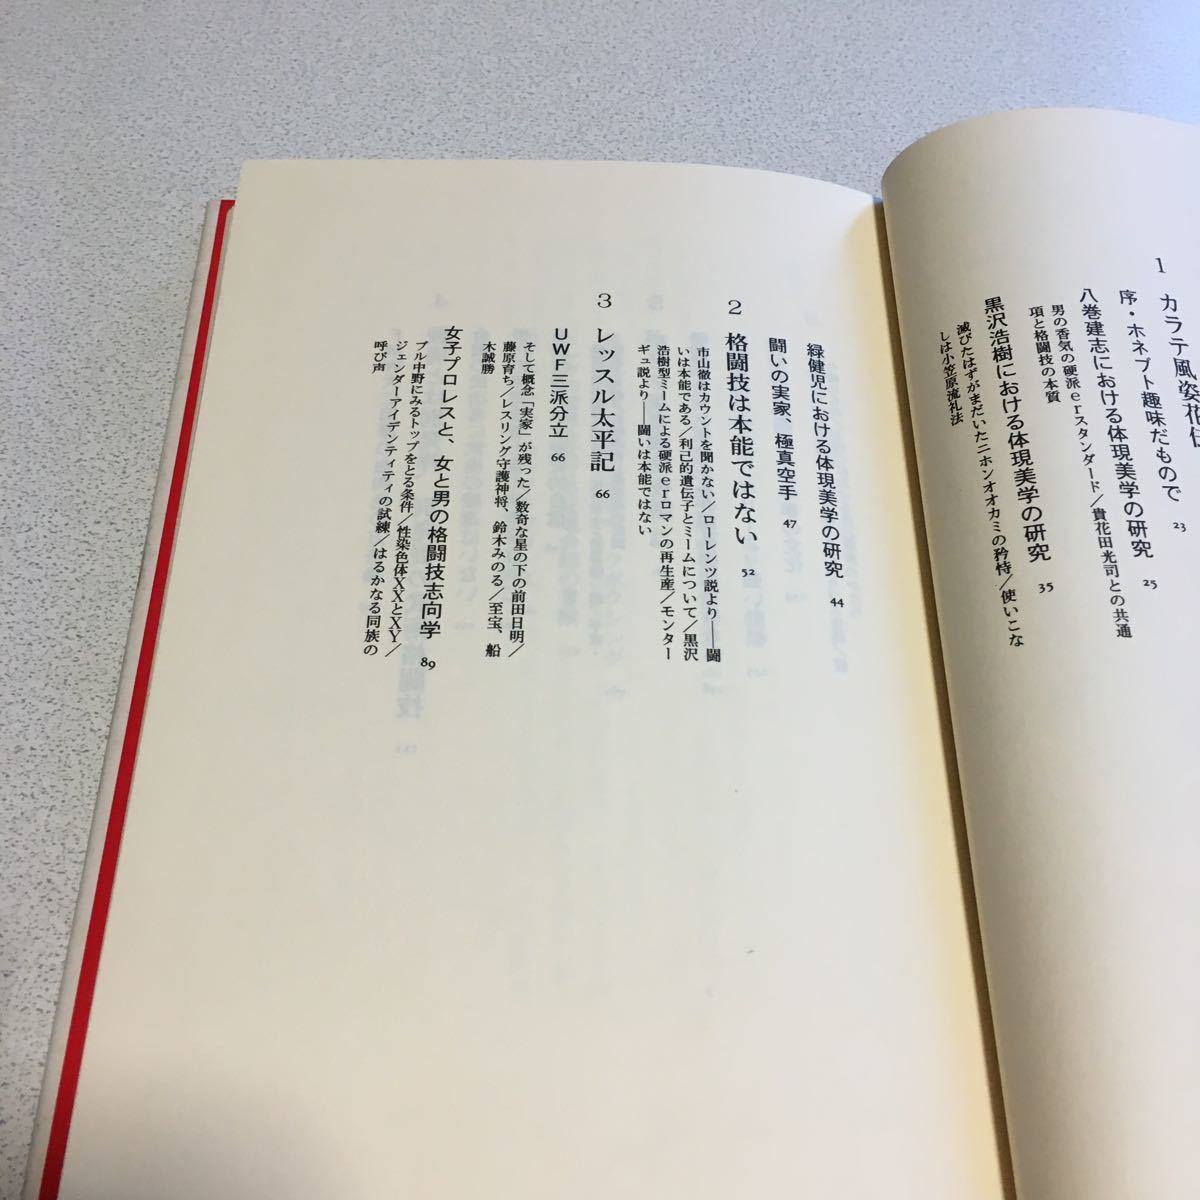 1 カラテ風姿花伝
序・ホネブト趣味だもので 23
八巻建志における体現美学の研究 25
男の香気の硬派erスタンダード／貴花田光司との共通
項と格闘技の本質
黒沢浩樹における体現美学の研究 35
滅びたはずがまだいたニホンオオカミの矜恃／使いこな
しは小笠原流礼法
緑健児における体現美学の研究 44
闘いの実家、極真空手 47
2 格闘技は本能ではない 52
市山徹はカウントを聞かない／ローレンツ説より──闘
いは本能である／利己的遺伝子とミームについて／黒沢
浩樹型ミームによる硬派erロマンの再生産／モンター
ギュ説より──闘いは本能ではない
3 レッスル太平記 66
UWF三派分立 66
そして概念「実家」が残った／数奇な星の下の前田日明／
藤原育ち／レスリング守護神将、鈴木みのる／至宝、船
木誠勝
女子プロレスと、女と男の格闘技志向学 89
ブル中野にみるトップをとる条件／性染色体XXとXY／
ジェンダーアイデンティティの試練／はるかなる同族の
呼び声